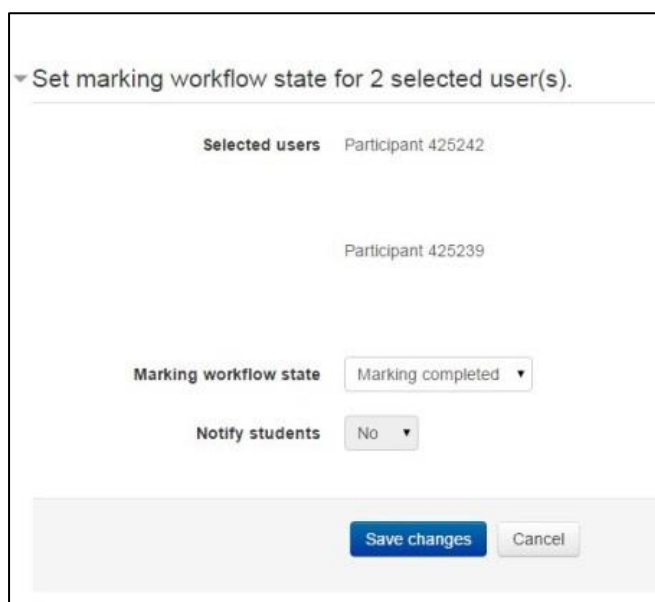 Set marking workflow state for 2 selected user(s).
Selected users Participant 425242
Participant 425239
Marking workflow state Marking completed
Notify students No
Save changes Cancel